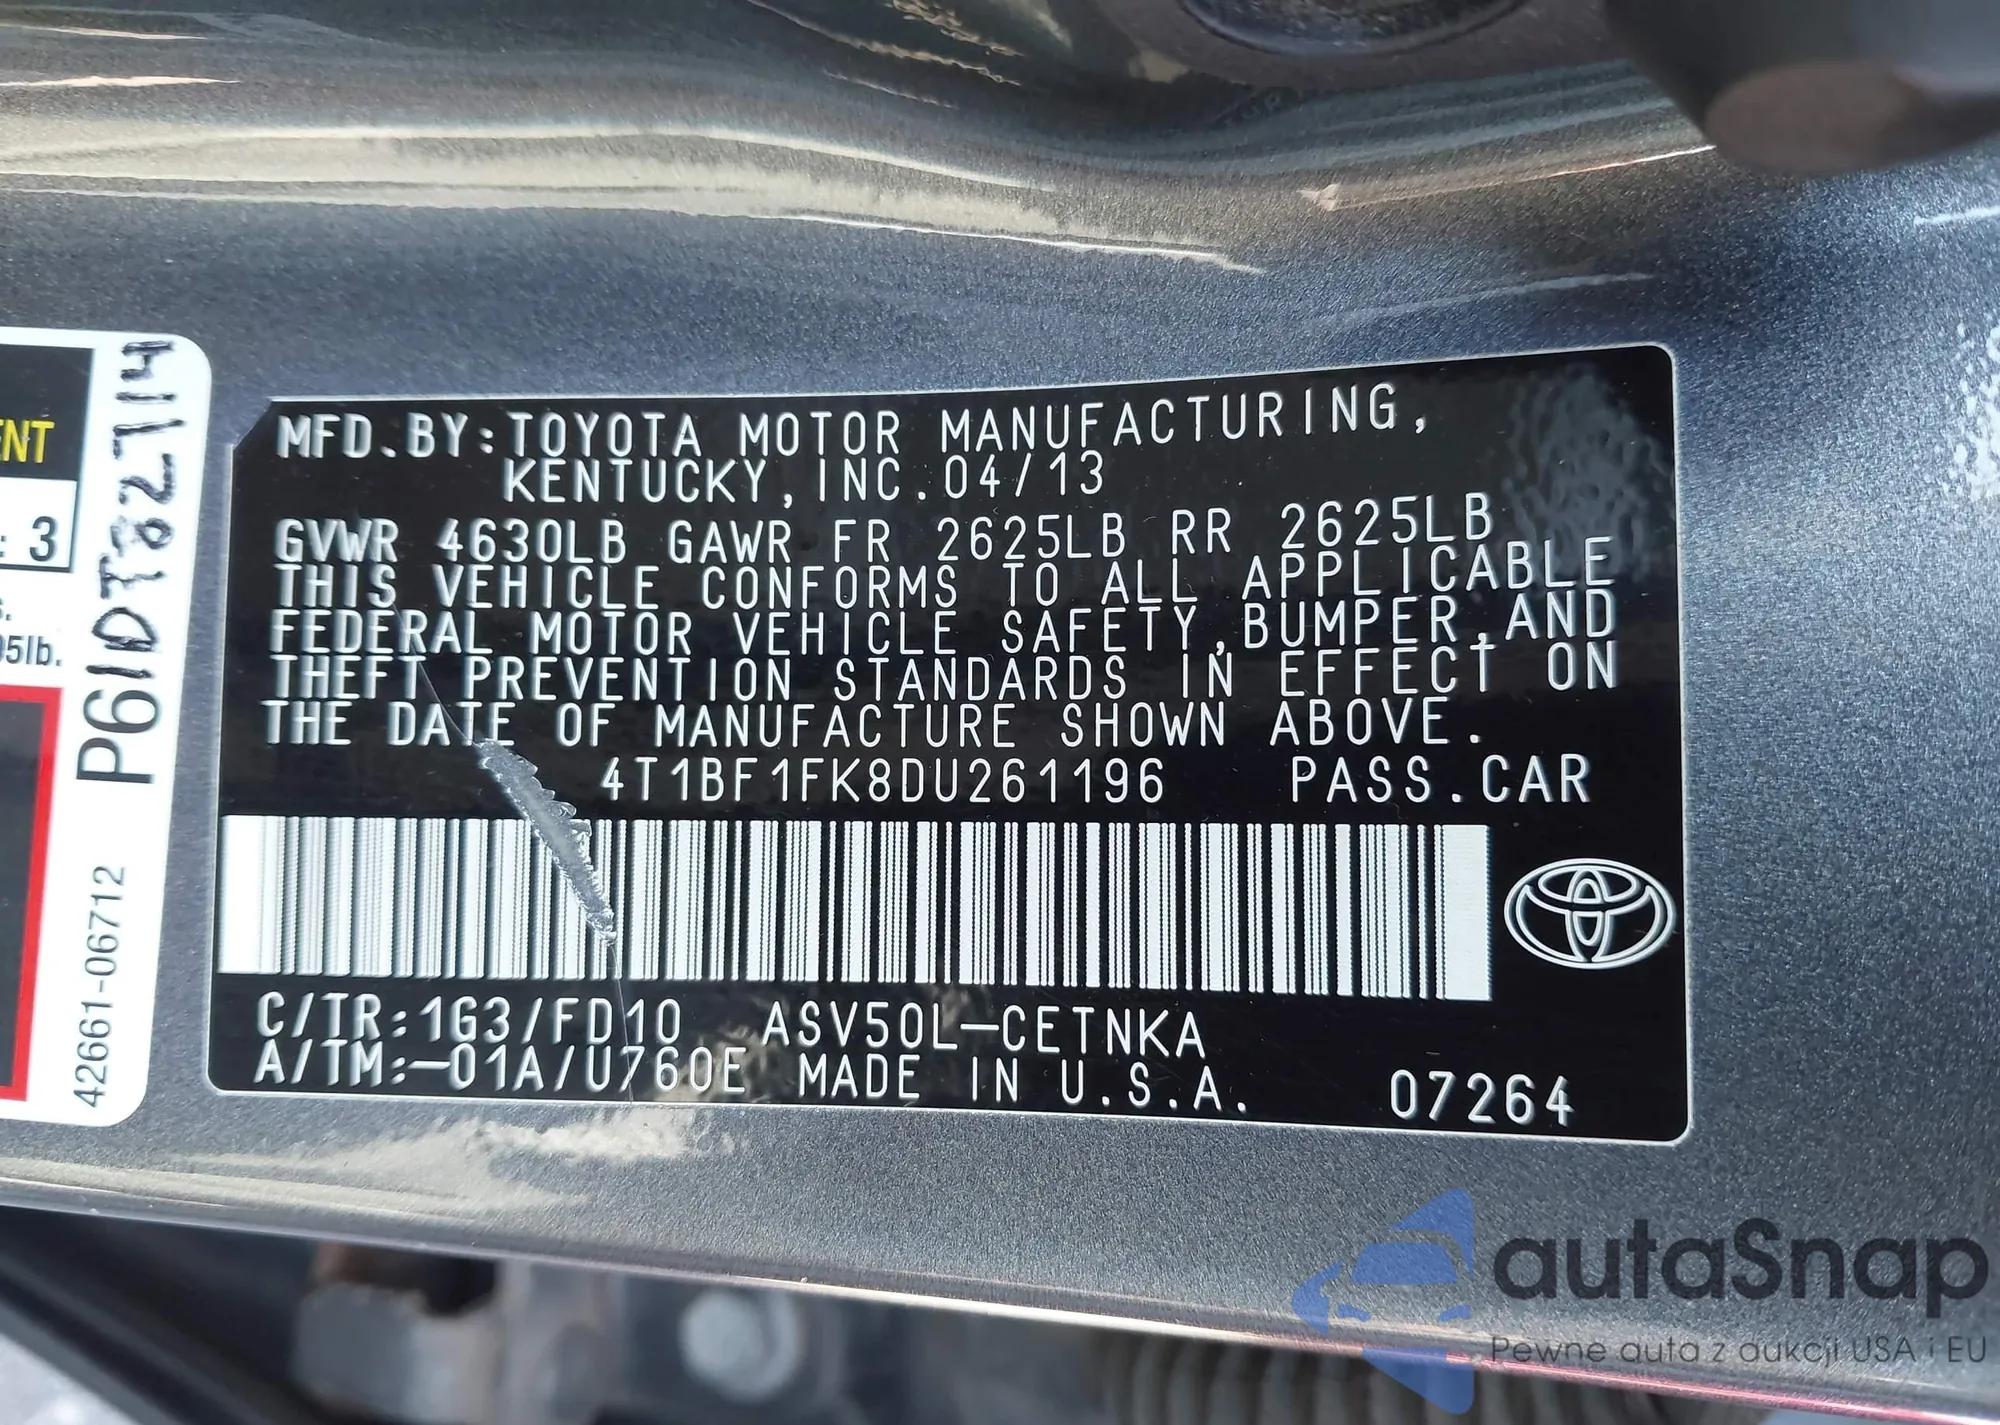 ENT
: 3
05lb.
P61DT82714
42661-06712
MFD.BY:TOYOTA MOTOR MANUFACTURING,
KENTUCKY,INC.04/13
GVWR 4630LB GAWR FR 2625LB RR 2625LB
THIS VEHICLE CONFORMS TO ALL APPLICABLE
FEDERAL MOTOR VEHICLE SAFETY,BUMPER,AND
THEFT PREVENTION STANDARDS IN EFFECT ON
THE DATE OF MANUFACTURE SHOWN ABOVE.
4T1BF1FK8DU261196 PASS.CAR
C/TR:1G3/FD10 ASV50L-CETNKA
A/TM:-01A/U760E MADE IN U.S.A. 07264
autaSnap
Pewne auta z aukcji USA i EU